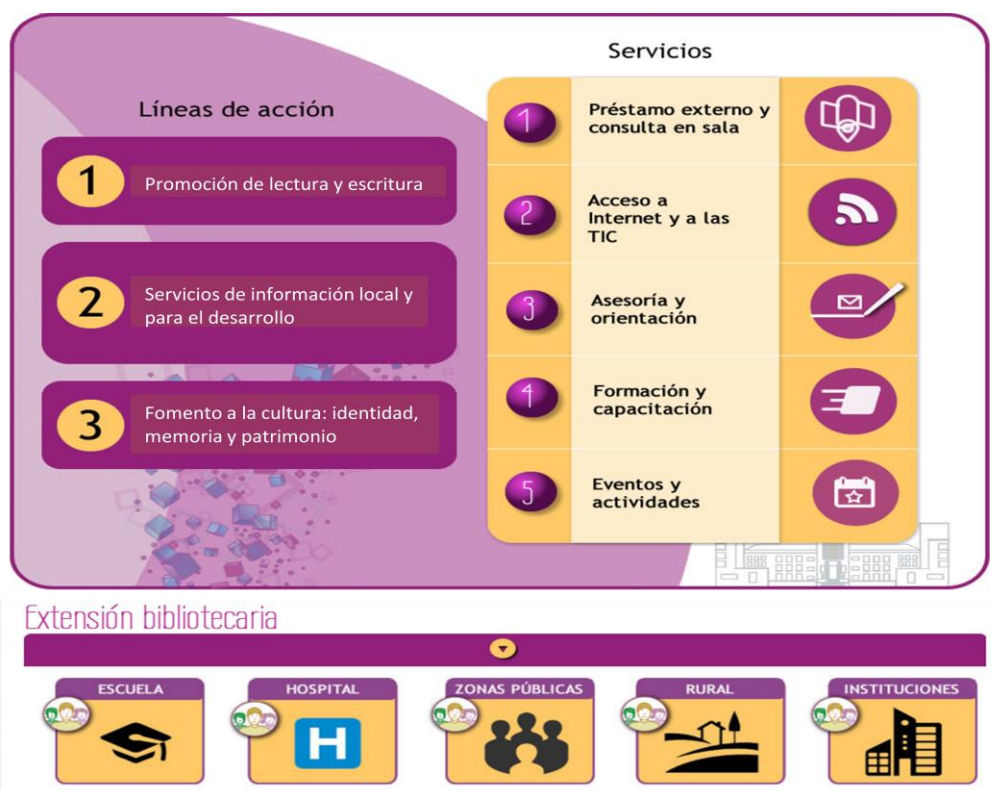 Líneas de acción
1
Promoción de lectura y escritura
2
Servicios de información local y
para el desarrollo
3
Fomento a la cultura: identidad,
memoria y patrimonio
Servicios
1
Préstamo externo y
consulta en sala
2
Acceso a
Internet y a las
TIC
3
Asesoría y
orientación
4
Formación y
capacitación
5
Eventos y
actividades
Extensión bibliotecaria
ESCUELA
HOSPITAL
H
ZONAS PÚBLICAS
RURAL
INSTITUCIONES